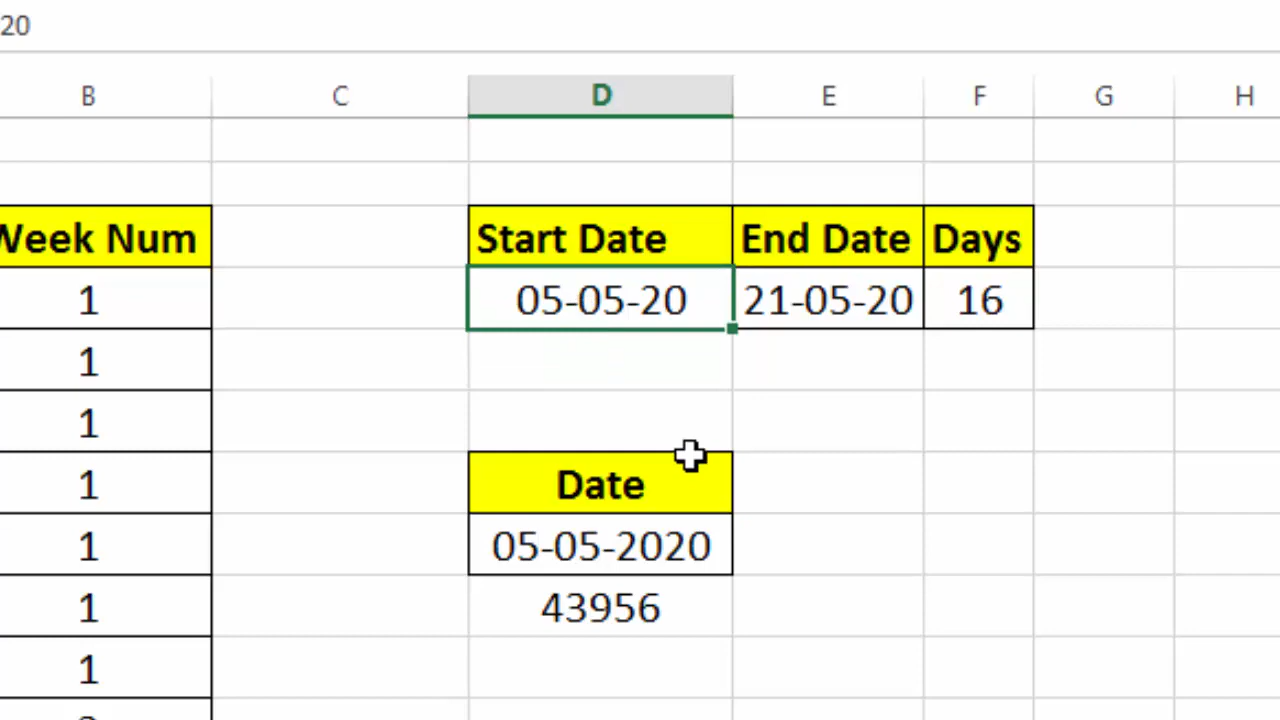 20
B C D E F G H
Week Num Start Date End Date Days
1 05-05-20 21-05-20 16
1
1
1 Date
1 05-05-2020
1 43956
1